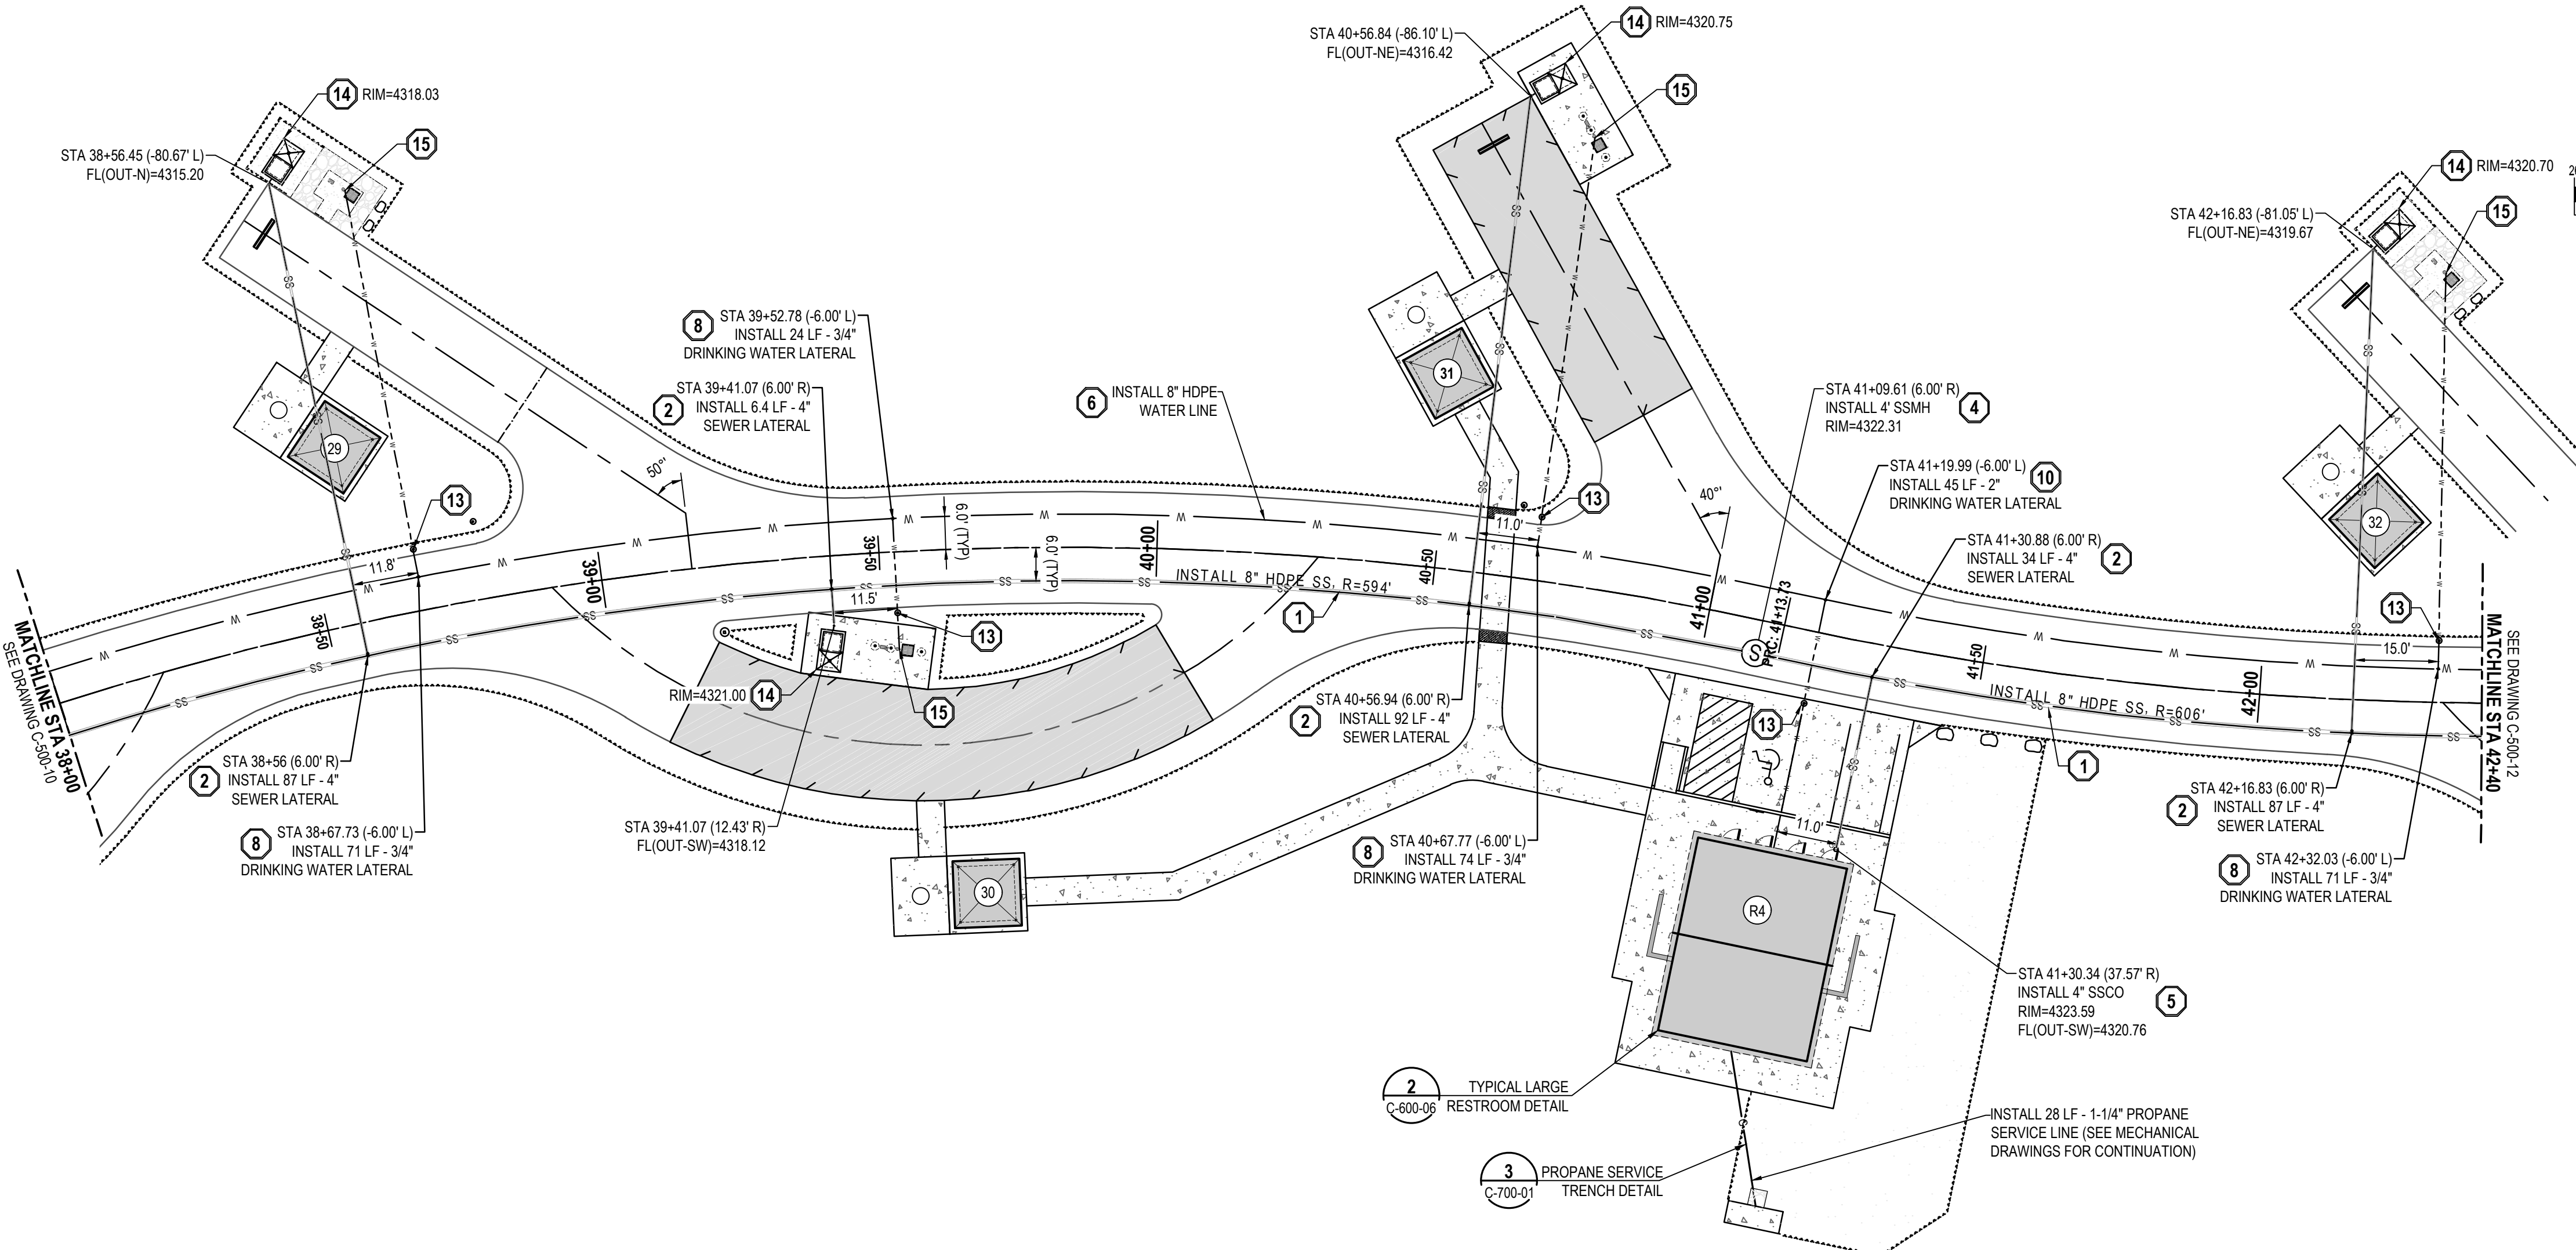 14 RIM=4318.03
15
STA 38+56.45 (-80.67' L)
FL(OUT-N)=4315.20
29
13
11.8'
38+50
MATCHLINE STA 38+00
SEE DRAWING C-500-10
2 STA 38+56 (6.00' R)
INSTALL 87 LF - 4"
SEWER LATERAL
8 STA 38+67.73 (-6.00' L)
INSTALL 71 LF - 3/4"
DRINKING WATER LATERAL
39+00
50°'
8 STA 39+52.78 (-6.00' L)
INSTALL 24 LF - 3/4"
DRINKING WATER LATERAL
2 STA 39+41.07 (6.00' R)
INSTALL 6.4 LF - 4"
SEWER LATERAL
39+50
6.0' (TYP)
6.0' (TYP)
11.5'
13
RIM=4321.00 14
15
STA 39+41.07 (12.43' R)
FL(OUT-SW)=4318.12
30
6 INSTALL 8" HDPE
WATER LINE
40+00
INSTALL 8" HDPE SS, R=594'
1
STA 40+56.84 (-86.10' L)
FL(OUT-NE)=4316.42
14 RIM=4320.75
15
31
13
11.0'
40+50
2 STA 40+56.94 (6.00' R)
INSTALL 92 LF - 4"
SEWER LATERAL
8 STA 40+67.77 (-6.00' L)
INSTALL 74 LF - 3/4"
DRINKING WATER LATERAL
40°'
41+00
STA 41+09.61 (6.00' R)
INSTALL 4' SSMH
RIM=4322.31
4
S
PRC: 41+13.73
STA 41+19.99 (-6.00' L)
INSTALL 45 LF - 2"
DRINKING WATER LATERAL
10
STA 41+30.88 (6.00' R)
INSTALL 34 LF - 4"
SEWER LATERAL
2
41+50
INSTALL 8" HDPE SS, R=606'
1
13
11.0'
R4
STA 41+30.34 (37.57' R)
INSTALL 4" SSCO
RIM=4323.59
FL(OUT-SW)=4320.76
5
2
C-600-06
TYPICAL LARGE
RESTROOM DETAIL
3
C-700-01
PROPANE SERVICE
TRENCH DETAIL
G
INSTALL 28 LF - 1-1/4" PROPANE
SERVICE LINE (SEE MECHANICAL
DRAWINGS FOR CONTINUATION)
42+00
STA 42+16.83 (-81.05' L)
FL(OUT-NE)=4319.67
14 RIM=4320.70
15
20
32
13
15.0'
2 STA 42+16.83 (6.00' R)
INSTALL 87 LF - 4"
SEWER LATERAL
8 STA 42+32.03 (-6.00' L)
INSTALL 71 LF - 3/4"
DRINKING WATER LATERAL
MATCHLINE STA 42+40
SEE DRAWING C-500-12